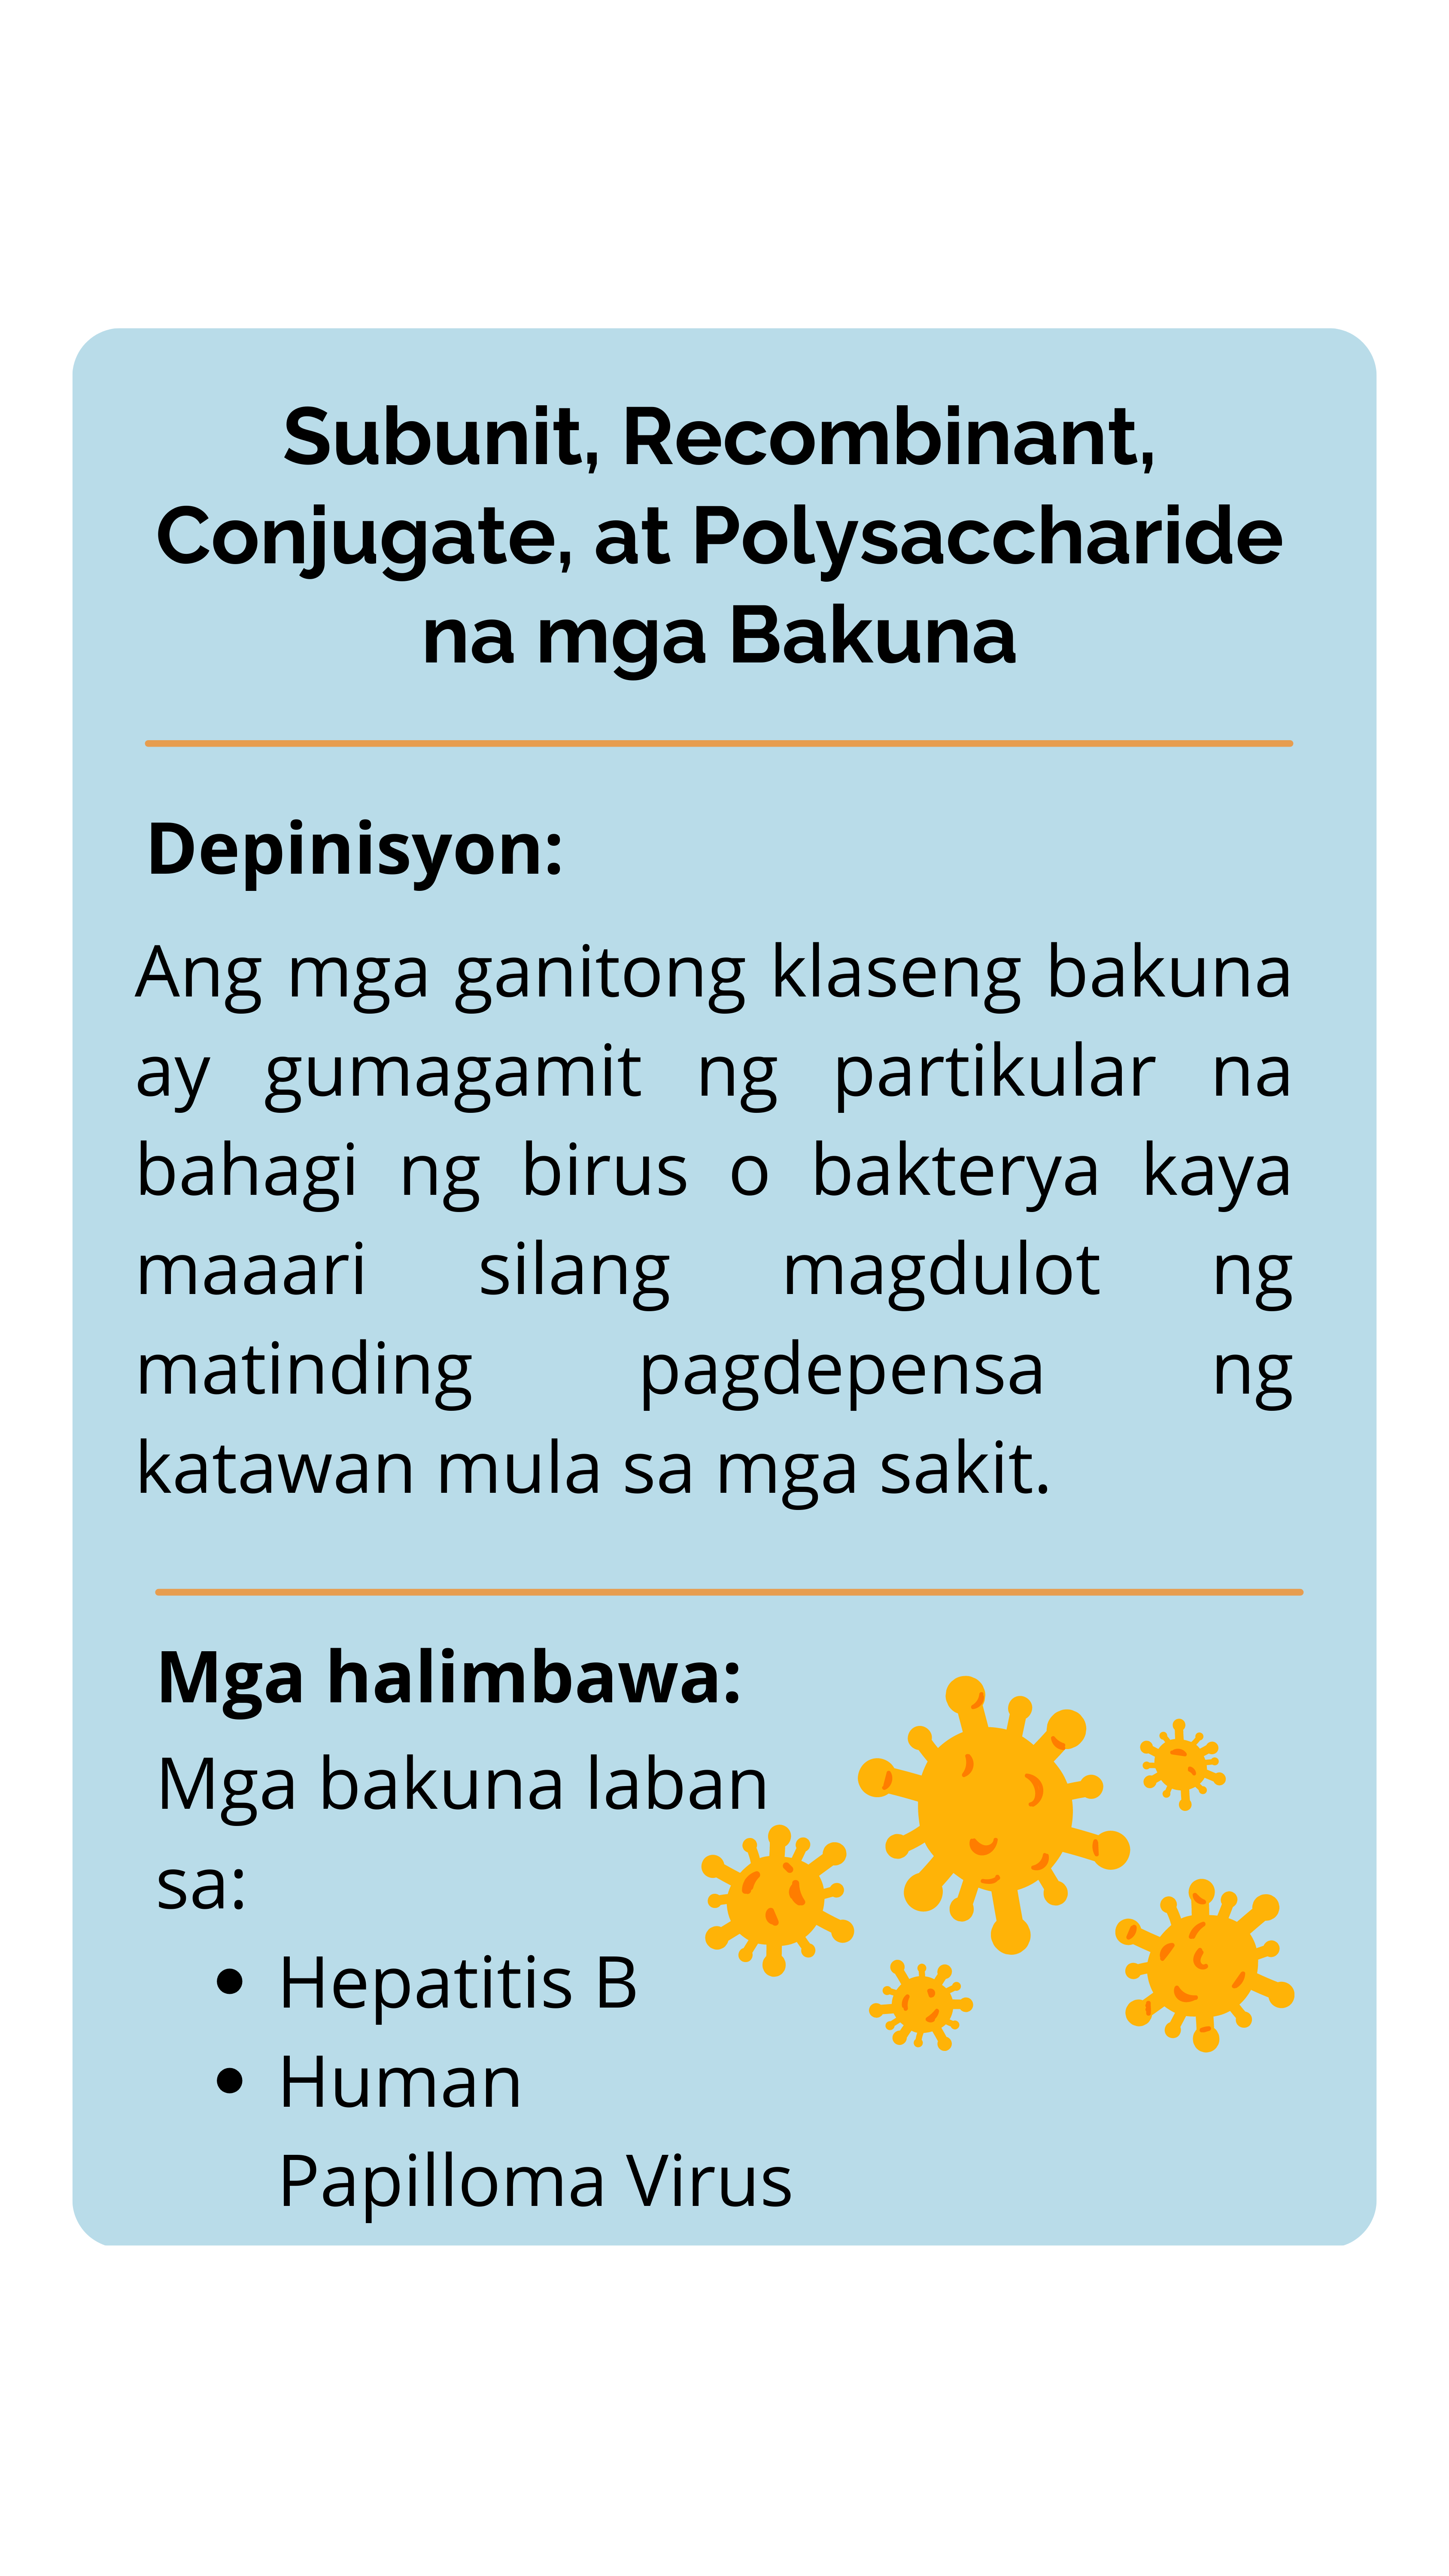 Subunit, Recombinant,
Conjugate, at Polysaccharide
na mga Bakuna
Depinisyon:
Ang mga ganitong klaseng bakuna
ay gumagamit ng partikular na
bahagi ng birus o bakterya kaya
maaari silang magdulot ng
matinding pagdepensa ng
katawan mula sa mga sakit.
Mga halimbawa:
Mga bakuna laban
sa:
• Hepatitis B
• Human
Papilloma Virus